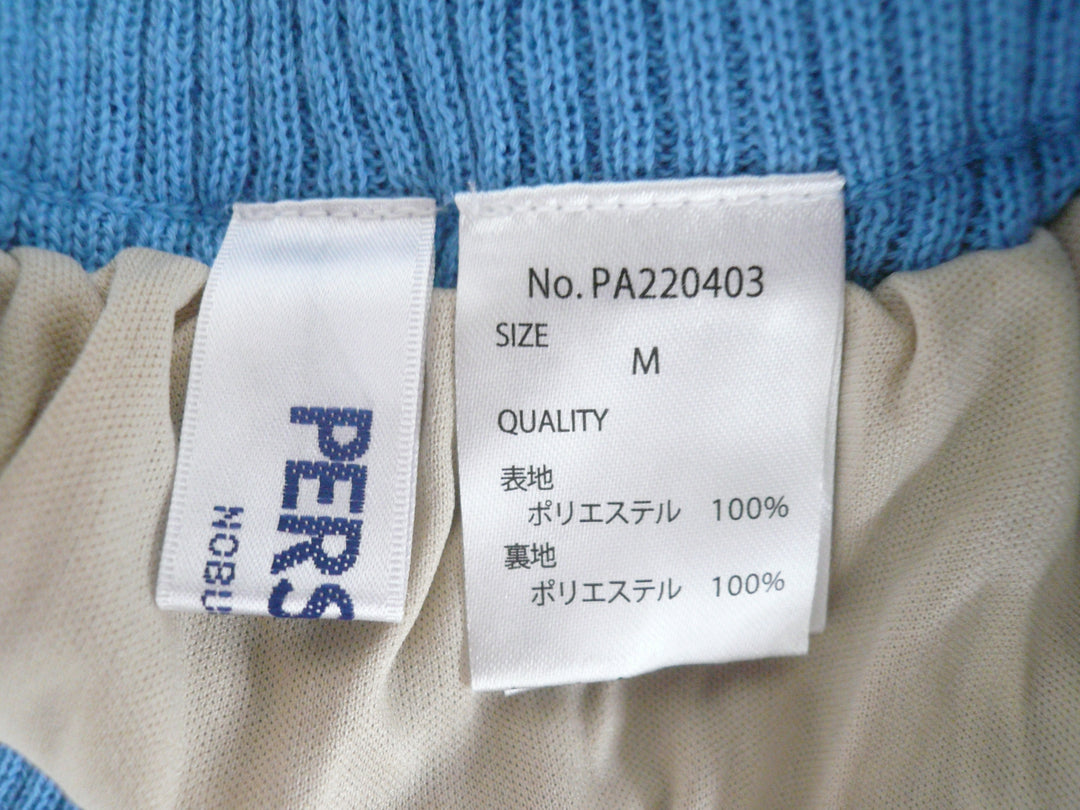 PERS
NOBU
No. PA220403
SIZE
M
QUALITY
表地
ポリエステル 100%
裏地
ポリエステル 100%